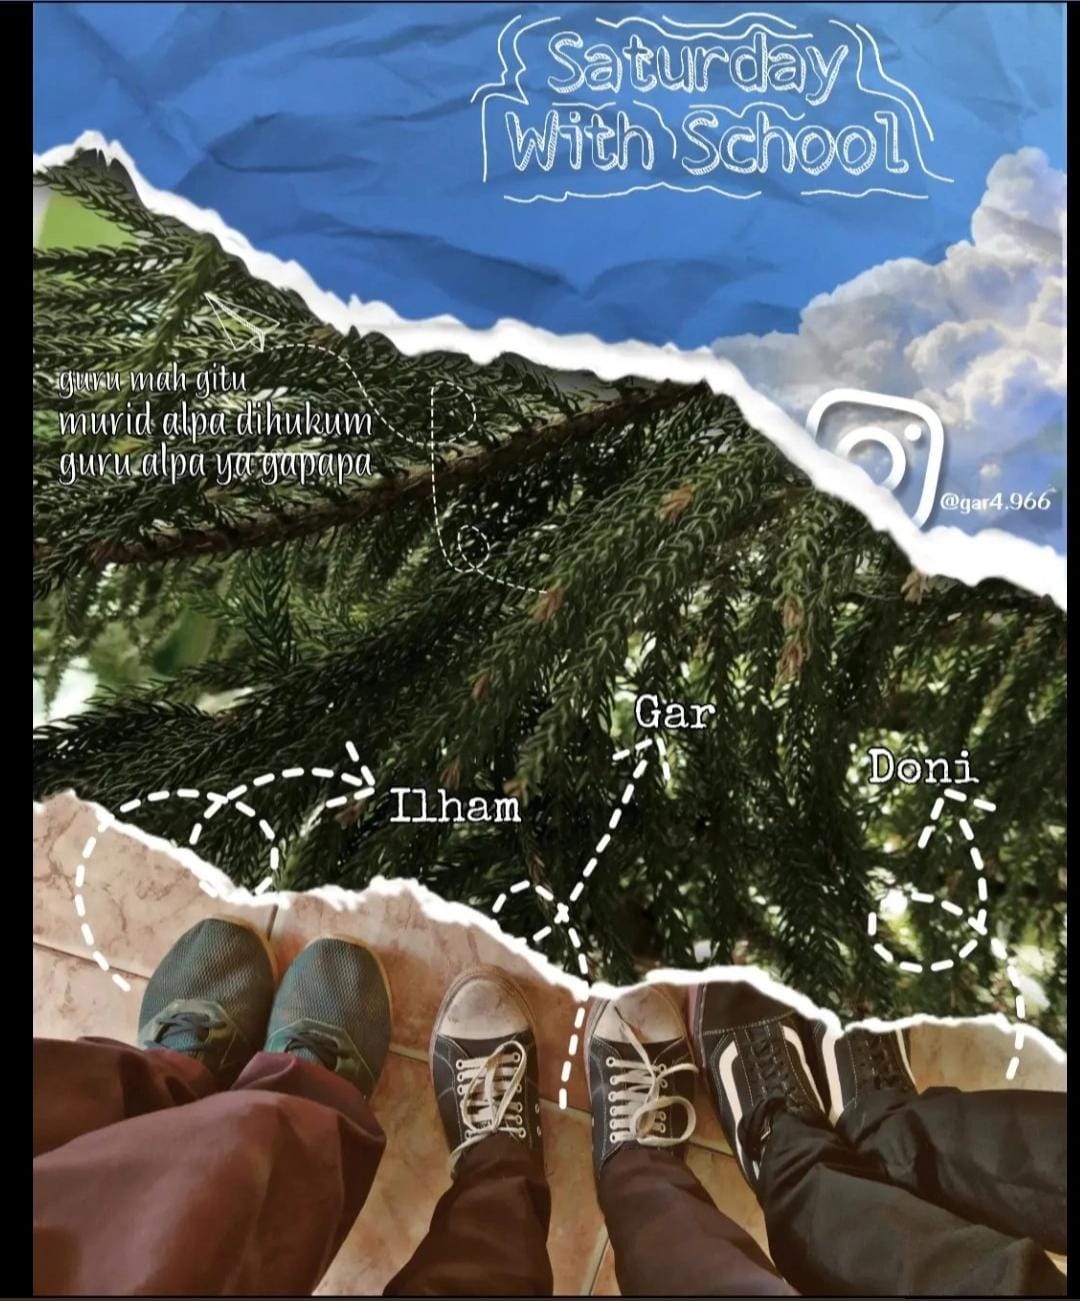 Saturday
With School
guru mah gitu
murid alpa dihukum
guru alpa ya gapapa
@gar4.966
Gar
Doni
Ilham